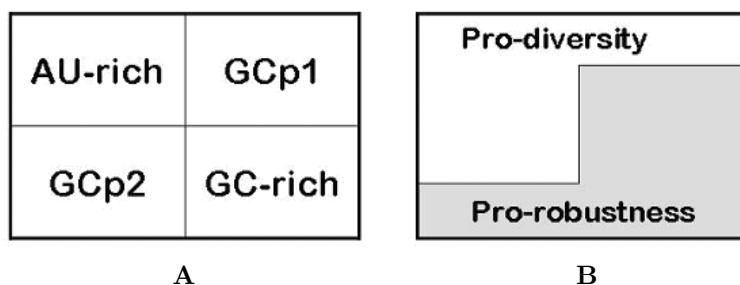 AU-rich GCp1
GCp2 GC-rich
A
Pro-diversity
Pro-robustness
B